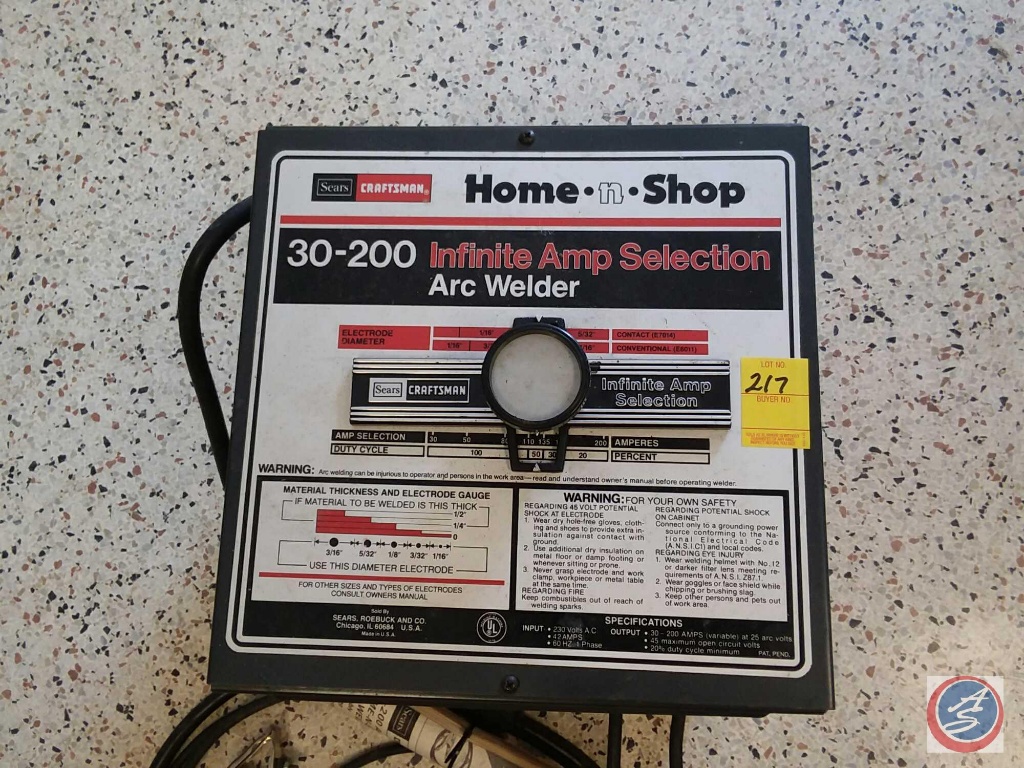 Sears CRAFTSMAN® Home·n·Shop
30-200 Infinite Amp Selection
Arc Welder
ELECTRODE DIAMETER
1/16" 5/32" CONTACT (E7014)
1/16" CONVENTIONAL (E6011)
Sears CRAFTSMAN
Infinite Amp
Selection
LOT NO.
217
BUYER NO.
AMP SELECTION 30 50 110 135 200 AMPERES
DUTY CYCLE 100 50 30 20 PERCENT
WARNING: Arc welding can be injurious to operator and persons in the work area—read and understand owner's manual before operating welder.
MATERIAL THICKNESS AND ELECTRODE GAUGE
IF MATERIAL TO BE WELDED IS THIS THICK
1/2"
1/4"
0
3/16" 5/32" 1/8" 3/32" 1/16"
USE THIS DIAMETER ELECTRODE
FOR OTHER SIZES AND TYPES OF ELECTRODES
CONSULT OWNERS MANUAL
WARNING: FOR YOUR OWN SAFETY
REGARDING 45 VOLT POTENTIAL
SHOCK AT ELECTRODE
1. Wear dry hole-free gloves, cloth-
ing and shoes to provide extra in-
sulation against contact with
ground.
2. Use additional dry insulation on
metal floor or damp footing or
whenever sitting or prone.
3. Never grasp electrode and work
clamp, workpiece or metal table
at the same time.
REGARDING FIRE
Keep combustibles out of reach of
welding sparks.
REGARDING POTENTIAL SHOCK
ON CABINET
Connect only to a grounding power
source conforming to the Na-
tional Electrical Code
(A.N.S.I.C1) and local codes.
REGARDING EYE INJURY
1. Wear welding helmet with No. 12
or darker filter lens meeting re-
quirements of A.N.S.I. Z87.1
2. Wear goggles or face shield while
chipping or brushing slag.
3. Keep other persons and pets out
of work area.
Sold By
SEARS, ROEBUCK AND CO.
Chicago, IL 60684 U.S.A.
Made in U.S.A.
UL
SPECIFICATIONS
INPUT • 230 Volts A.C.
• 42 AMPS
• 60 HZ. 1 Phase
OUTPUT • 30 - 200 AMPS (variable) at 25 arc volts
• 45 maximum open circuit volts
• 20% duty cycle minimum
PAT. PEND.
Sears
AS